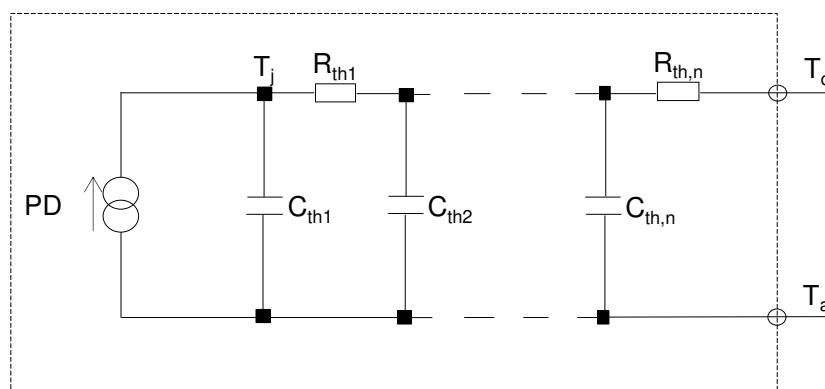 T_j
R_th1
R_th,n
T_c
PD
C_th1
C_th2
C_th,n
T_a